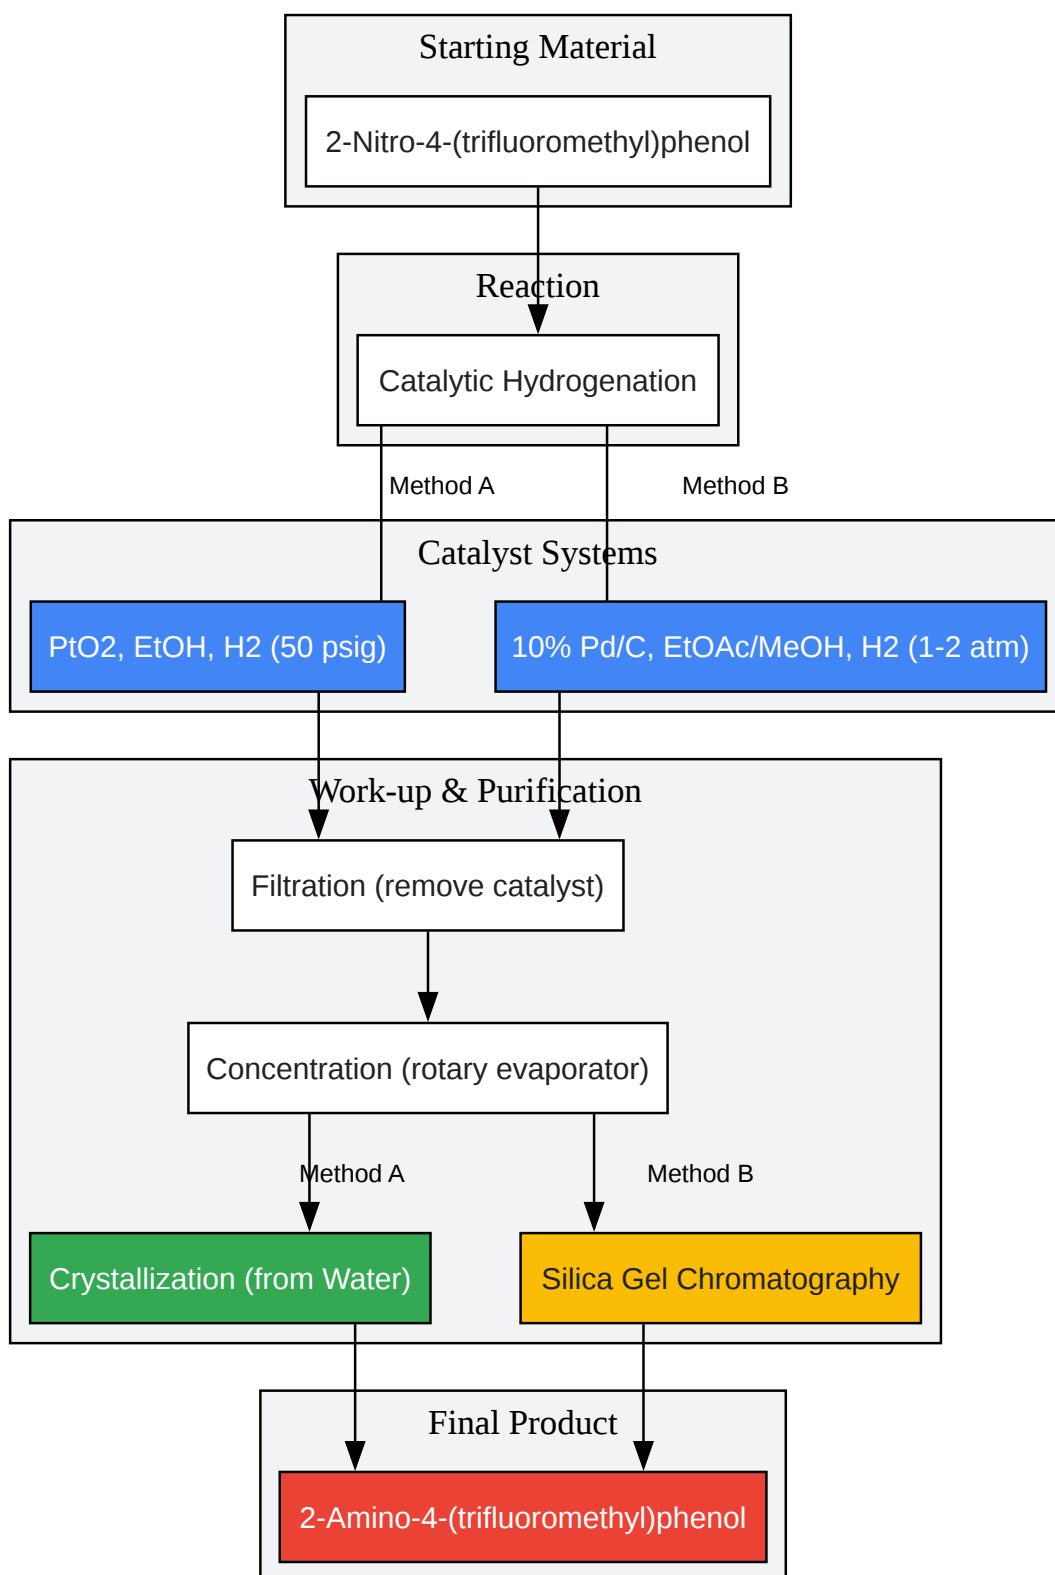 Starting Material
2-Nitro-4-(trifluoromethyl)phenol
Reaction
Catalytic Hydrogenation
Method A
Method B
Catalyst Systems
PtO2, EtOH, H2 (50 psig)
10% Pd/C, EtOAc/MeOH, H2 (1-2 atm)
Work-up & Purification
Filtration (remove catalyst)
Concentration (rotary evaporator)
Method A
Method B
Crystallization (from Water)
Silica Gel Chromatography
Final Product
2-Amino-4-(trifluoromethyl)phenol